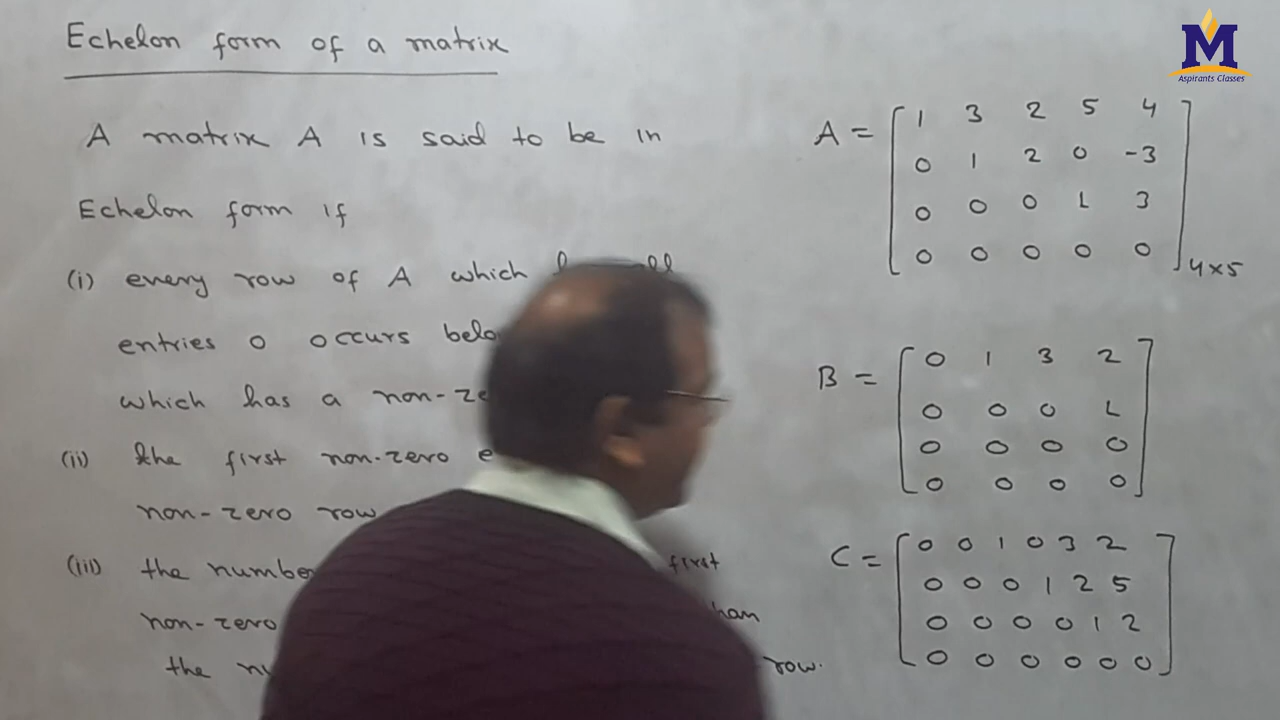 Echelon form of a matrix
A matrix A is said to be in
Echelon form if
(i) every row of A which all
entries 0 occurs
which has a
(ii) the first non-zero
non-zero row
(iii) the first
non-zero
the row.
M
Aspirants Classes
A = [ 1 3 2 5 4
0 1 2 0 -3
0 0 0 1 3
0 0 0 0 0 ] 4×5
B = [ 0 1 3 2
0 0 0 1
0 0 0 0
0 0 0 0 ]
C = [ 0 0 1 0 3 2
0 0 0 1 2 5
0 0 0 0 1 2
0 0 0 0 0 0 ]